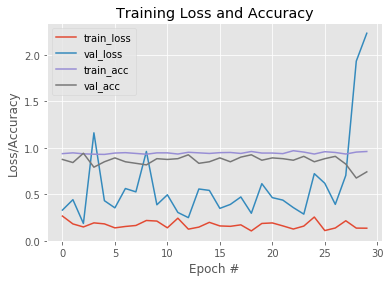 Training Loss and Accuracy
train_loss
val_loss
train_acc
val_acc
Loss/Accuracy
2.0
1.5
1.0
0.5
0.0
0 5 10 15 20 25 30
Epoch #